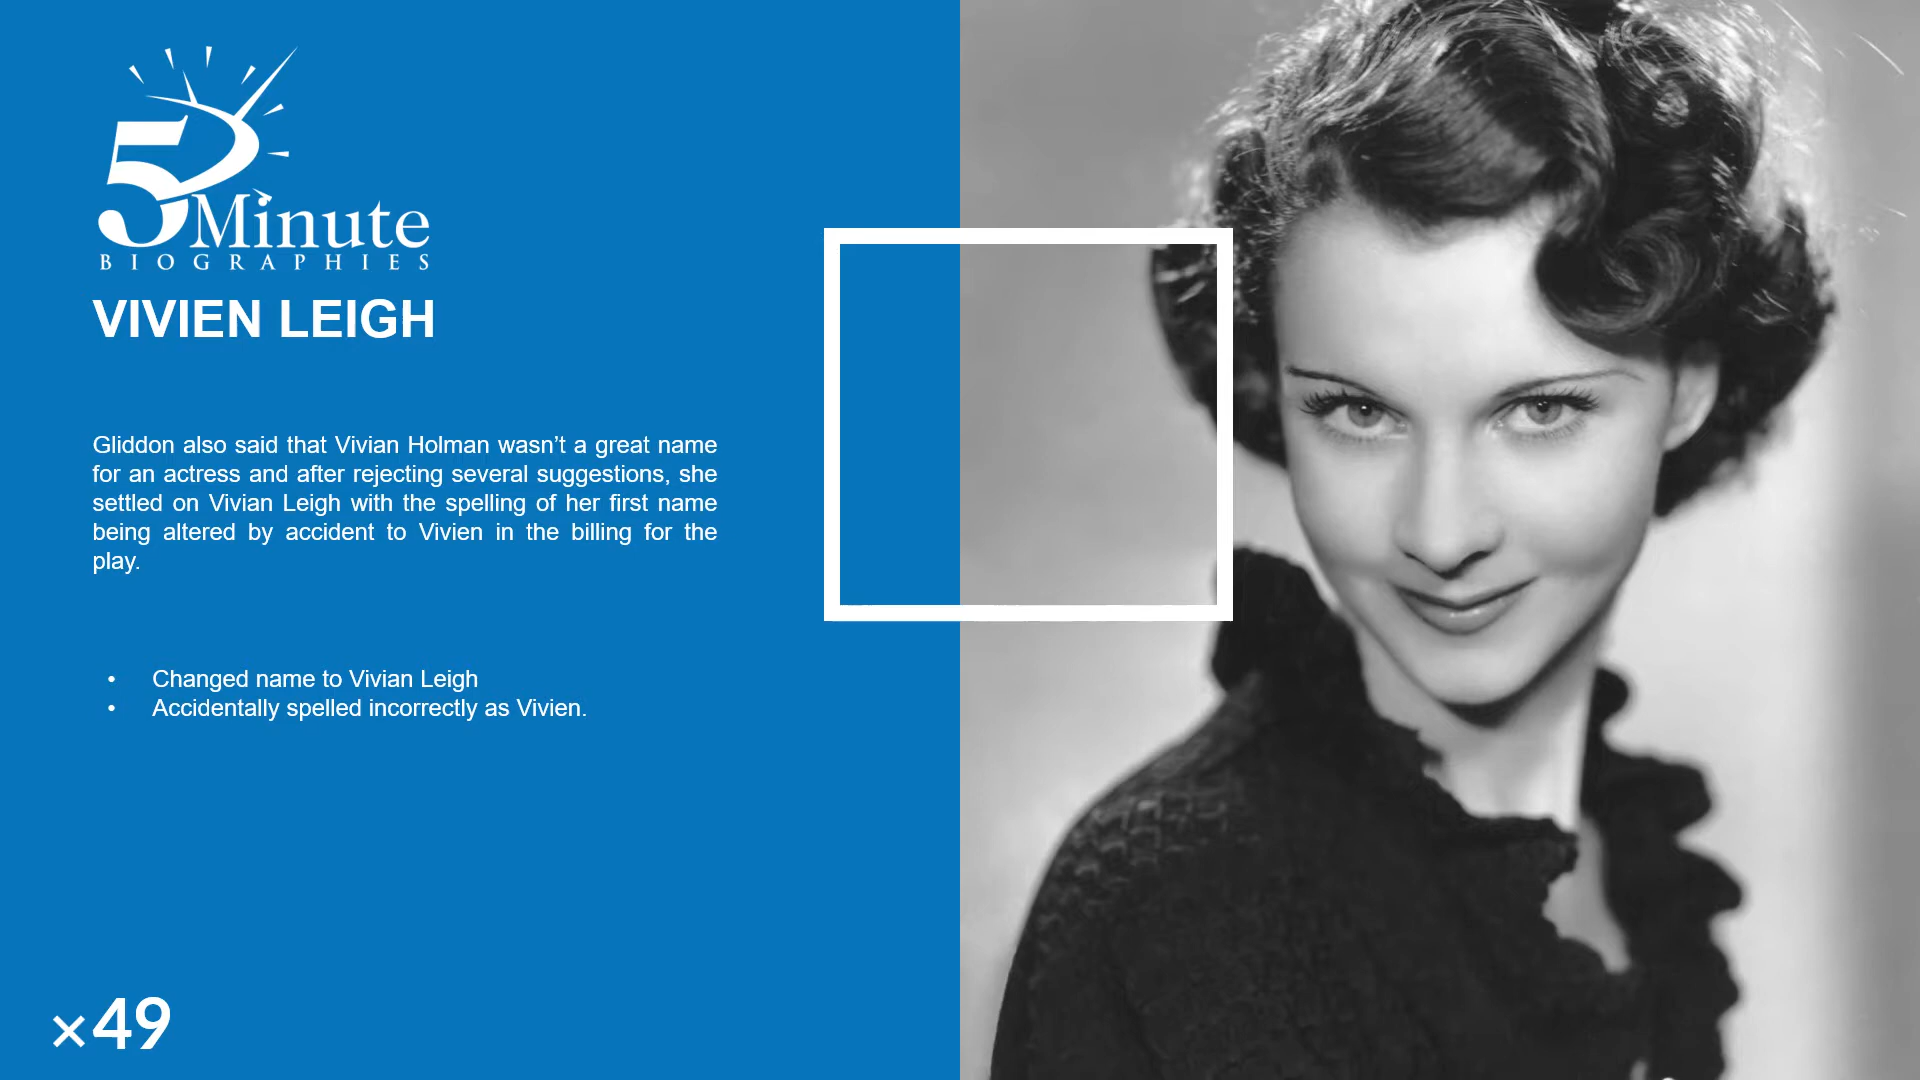 5 Minute
BIOGRAPHIES
VIVIEN LEIGH
Gliddon also said that Vivian Holman wasn’t a great name
for an actress and after rejecting several suggestions, she
settled on Vivian Leigh with the spelling of her first name
being altered by accident to Vivien in the billing for the
play.
• Changed name to Vivian Leigh
• Accidentally spelled incorrectly as Vivien.
×49